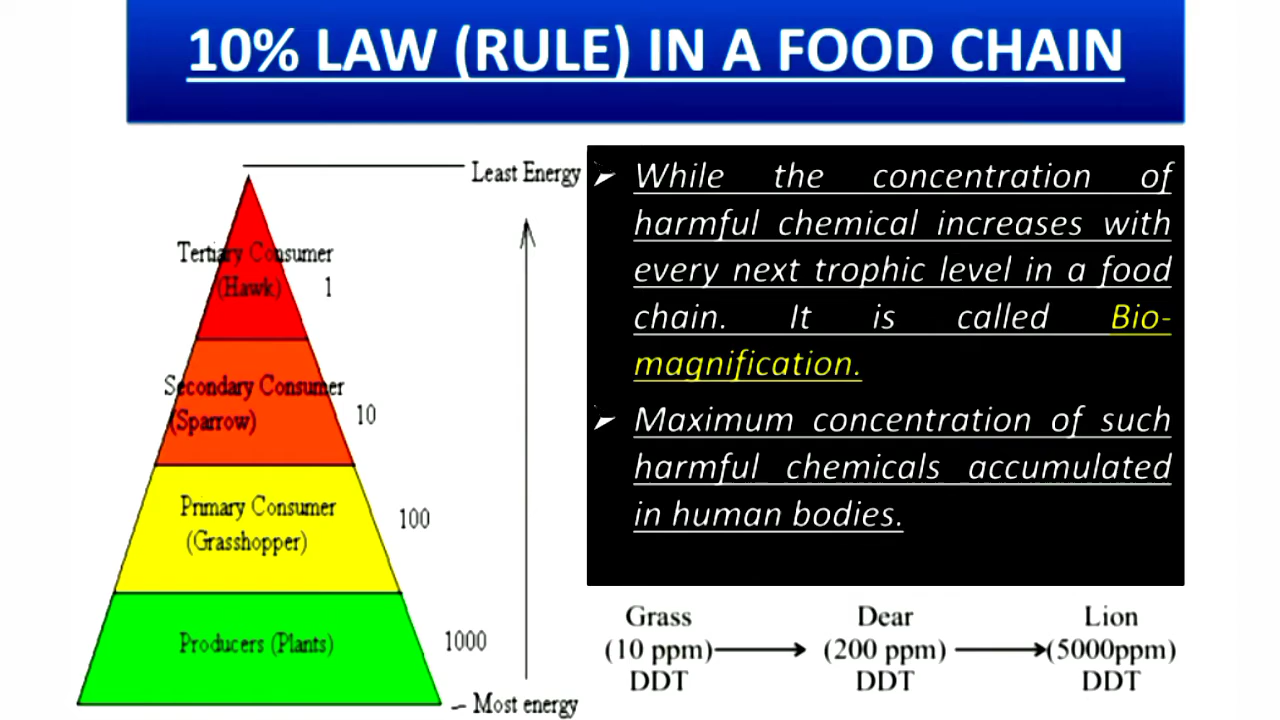 10% LAW (RULE) IN A FOOD CHAIN
Least Energy
Tertiary Consumer
(Hawk) 1
Secondary Consumer
(Sparrow) 10
Primary Consumer
(Grasshopper) 100
Producers (Plants) 1000
Most energy
While the concentration of
harmful chemical increases with
every next trophic level in a food
chain. It is called Bio-
magnification.
Maximum concentration of such
harmful chemicals accumulated
in human bodies.
Grass Dear Lion
(10 ppm) (200 ppm) (5000ppm)
DDT DDT DDT